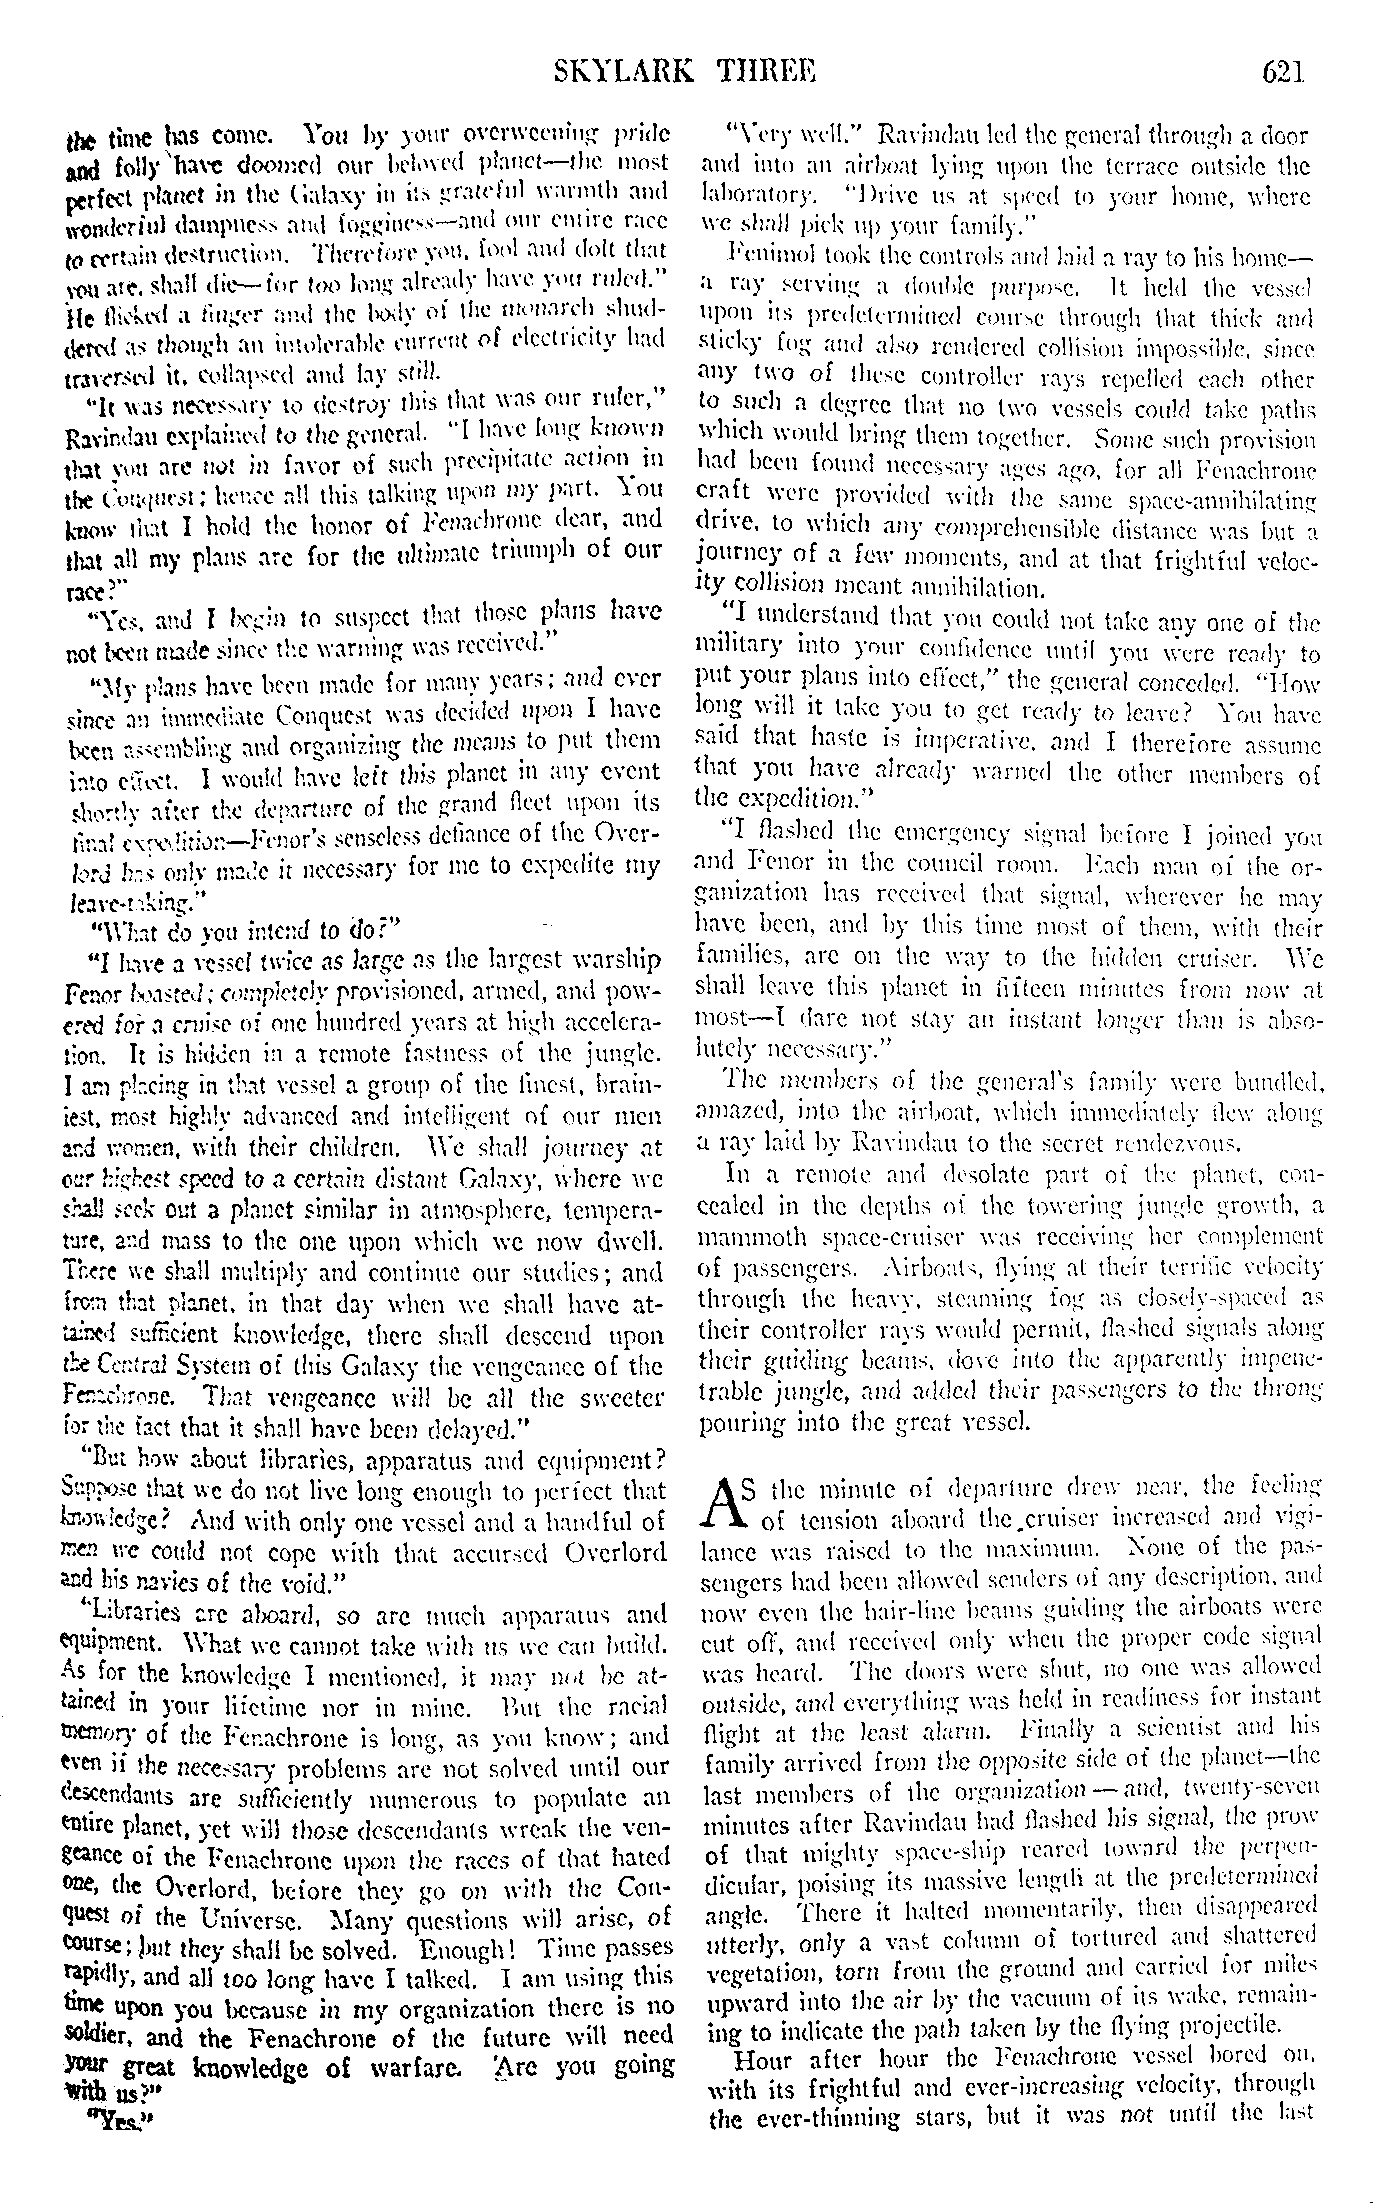 SKYLARK THREE 621
the time has come. You by your overweening pride
and folly have doomed our beloved planet—the most
perfect planet in the Galaxy in its grateful warmth and
wonderful dampness and fogginess—and our entire race
to certain destruction. Therefore you, fool and dolt that
you are, shall die—for too long already have you ruled."
He flicked a finger and the body of the monarch shud-
dered as though an intolerable current of electricity had
traversed it, collapsed and lay still.
"It was necessary to destroy this that was our ruler,"
Ravindau explained to the general. "I have long known
that you are not in favor of such precipitate action in
the Conquest; hence all this talking upon my part. You
know that I hold the honor of Fenachrone dear, and
that all my plans are for the ultimate triumph of our
race?"
"Yes, and I begin to suspect that those plans have
not been made since the warning was received."
"My plans have been made for many years; and ever
since an immediate Conquest was decided upon I have
been assembling and organizing the means to put them
into effect. I would have left this planet in any event
shortly after the departure of the grand fleet upon its
final expedition—Fenor's senseless defiance of the Over-
lord has only made it necessary for me to expedite my
leave-taking."
"What do you intend to do?"
"I have a vessel twice as large as the largest warship
Fenor boasted; completely provisioned, armed, and pow-
ered for a cruise of one hundred years at high accelera-
tion. It is hidden in a remote fastness of the jungle.
I am placing in that vessel a group of the finest, brain-
iest, most highly advanced and intelligent of our men
and women, with their children. We shall journey at
our highest speed to a certain distant Galaxy, where we
shall seek out a planet similar in atmosphere, tempera-
ture, and mass to the one upon which we now dwell.
There we shall multiply and continue our studies; and
from that planet, in that day when we shall have at-
tained sufficient knowledge, there shall descend upon
the Central System of this Galaxy the vengeance of the
Fenachrone. That vengeance will be all the sweeter
for the fact that it shall have been delayed."
"But how about libraries, apparatus and equipment?
Suppose that we do not live long enough to perfect that
knowledge? And with only one vessel and a handful of
men we could not cope with that accursed Overlord
and his navies of the void."
"Libraries are aboard, so are much apparatus and
equipment. What we cannot take with us we can build.
As for the knowledge I mentioned, it may not be at-
tained in your lifetime nor in mine. But the racial
memory of the Fenachrone is long, as you know; and
even if the necessary problems are not solved until our
descendants are sufficiently numerous to populate an
entire planet, yet will those descendants wreak the ven-
geance of the Fenachrone upon the races of that hated
one, the Overlord, before they go on with the Con-
quest of the Universe. Many questions will arise, of
course; but they shall be solved. Enough! Time passes
rapidly, and all too long have I talked. I am using this
time upon you because in my organization there is no
soldier, and the Fenachrone of the future will need
your great knowledge of warfare. Are you going
with us?"
"Yes."
"Very well." Ravindau led the general through a door
and into an airboat lying upon the terrace outside the
laboratory. "Drive us at speed to your home, where
we shall pick up your family."
Fenimol took the controls and laid a ray to his home—
a ray serving a double purpose. It held the vessel
upon its predetermined course through that thick and
sticky fog and also rendered collision impossible, since
any two of these controller rays repelled each other
to such a degree that no two vessels could take paths
which would bring them together. Some such provision
had been found necessary ages ago, for all Fenachrone
craft were provided with the same space-annihilating
drive, to which any comprehensible distance was but a
journey of a few moments, and at that frightful veloc-
ity collision meant annihilation.
"I understand that you could not take any one of the
military into your confidence until you were ready to
put your plans into effect," the general conceded. "How
long will it take you to get ready to leave? You have
said that haste is imperative, and I therefore assume
that you have already warned the other members of
the expedition."
"I flashed the emergency signal before I joined you
and Fenor in the council room. Each man of the or-
ganization has received that signal, wherever he may
have been, and by this time most of them, with their
families, are on the way to the hidden cruiser. We
shall leave this planet in fifteen minutes from now at
most—I dare not stay an instant longer than is abso-
lutely necessary."
The members of the general's family were bundled,
amazed, into the airboat, which immediately flew along
a ray laid by Ravindau to the secret rendezvous.
In a remote and desolate part of the planet, con-
cealed in the depths of the towering jungle growth, a
mammoth space-cruiser was receiving her complement
of passengers. Airboats, flying at their terrific velocity
through the heavy, steaming fog as closely-spaced as
their controller rays would permit, flashed signals along
their guiding beams, dove into the apparently impene-
trable jungle, and added their passengers to the throng
pouring into the great vessel.
AS the minute of departure drew near, the feeling
of tension aboard the cruiser increased and vigi-
lance was raised to the maximum. None of the pas-
sengers had been allowed senders of any description, and
now even the hair-line beams guiding the airboats were
cut off, and received only when the proper code signal
was heard. The doors were shut, no one was allowed
outside, and everything was held in readiness for instant
flight at the least alarm. Finally a scientist and his
family arrived from the opposite side of the planet—the
last members of the organization—and, twenty-seven
minutes after Ravindau had flashed his signal, the prow
of that mighty space-ship reared toward the perpen-
dicular, poising its massive length at the predetermined
angle. There it halted momentarily, then disappeared
utterly, only a vast column of tortured and shattered
vegetation, torn from the ground and carried for miles
upward into the air by the vacuum of its wake, remain-
ing to indicate the path taken by the flying projectile.
Hour after hour the Fenachrone vessel bored on,
with its frightful and ever-increasing velocity, through
the ever-thinning stars, but it was not until the last